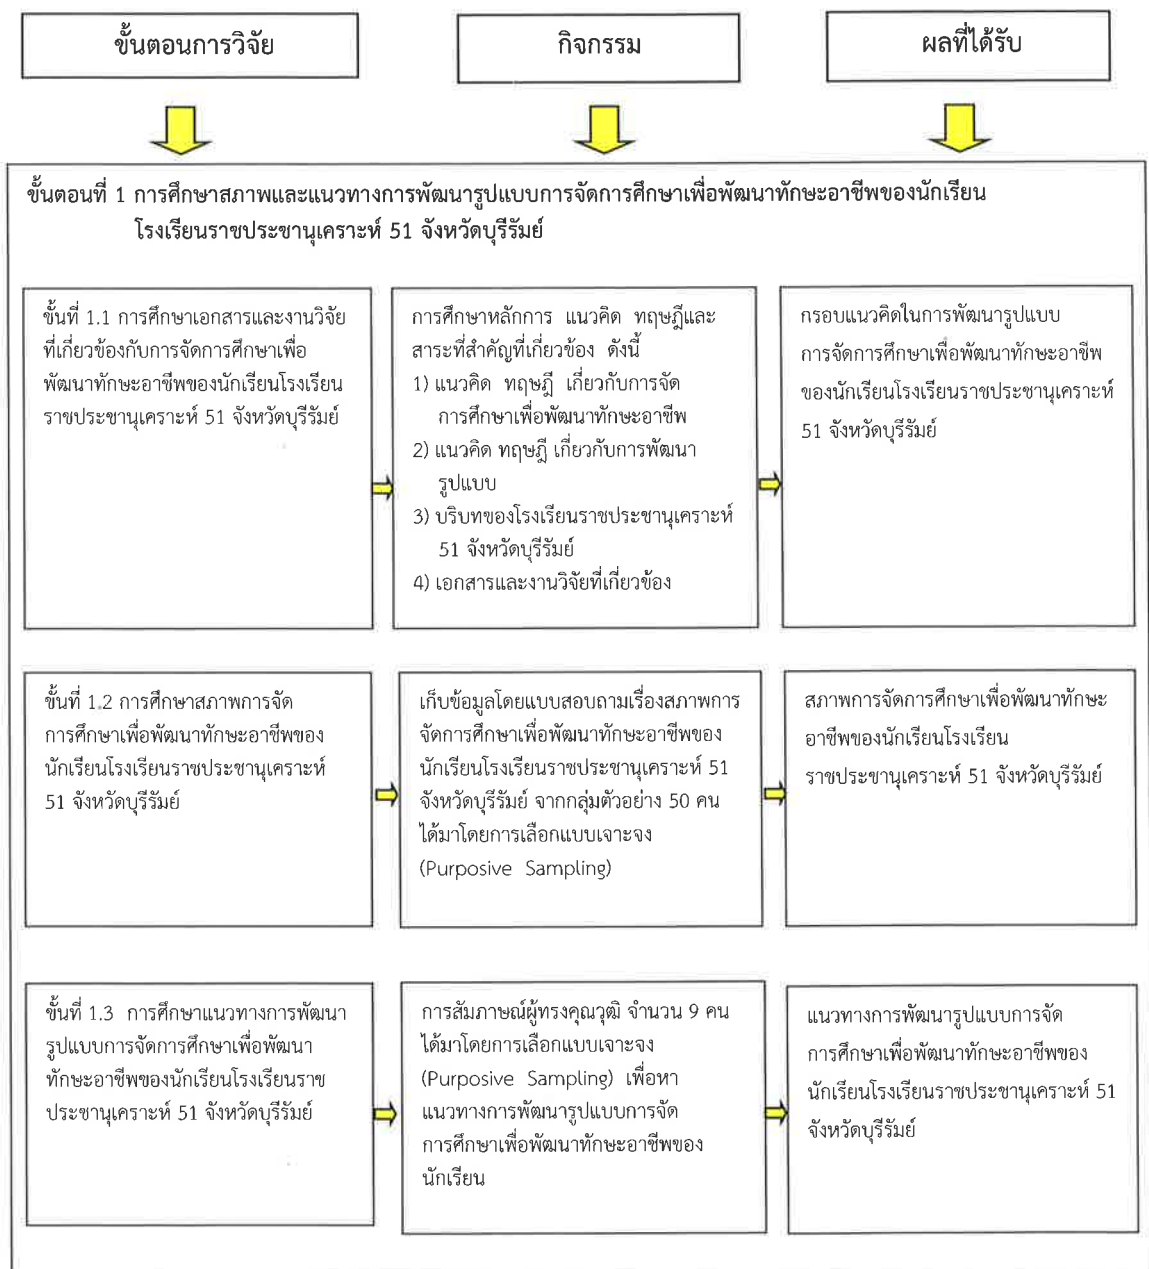 ขั้นตอนการวิจัย
กิจกรรม
ผลที่ได้รับ
ขั้นตอนที่ 1 การศึกษาสภาพและแนวทางการพัฒนารูปแบบการจัดการศึกษาเพื่อพัฒนาทักษะอาชีพของนักเรียน
โรงเรียนราชประชานุเคราะห์ 51 จังหวัดบุรีรัมย์
ขั้นที่ 1.1 การศึกษาเอกสารและงานวิจัย
ที่เกี่ยวข้องกับการจัดการศึกษาเพื่อ
พัฒนาทักษะอาชีพของนักเรียนโรงเรียน
ราชประชานุเคราะห์ 51 จังหวัดบุรีรัมย์
การศึกษาหลักการ แนวคิด ทฤษฎีและ
สาระที่สำคัญที่เกี่ยวข้อง ดังนี้
1) แนวคิด ทฤษฎี เกี่ยวกับการจัด
การศึกษาเพื่อพัฒนาทักษะอาชีพ
2) แนวคิด ทฤษฎี เกี่ยวกับการพัฒนา
รูปแบบ
3) บริบทของโรงเรียนราชประชานุเคราะห์
51 จังหวัดบุรีรัมย์
4) เอกสารและงานวิจัยที่เกี่ยวข้อง
กรอบแนวคิดในการพัฒนารูปแบบ
การจัดการศึกษาเพื่อพัฒนาทักษะอาชีพ
ของนักเรียนโรงเรียนราชประชานุเคราะห์
51 จังหวัดบุรีรัมย์
ขั้นที่ 1.2 การศึกษาสภาพการจัด
การศึกษาเพื่อพัฒนาทักษะอาชีพของ
นักเรียนโรงเรียนราชประชานุเคราะห์
51 จังหวัดบุรีรัมย์
เก็บข้อมูลโดยแบบสอบถามเรื่องสภาพการ
จัดการศึกษาเพื่อพัฒนาทักษะอาชีพของ
นักเรียนโรงเรียนราชประชานุเคราะห์ 51
จังหวัดบุรีรัมย์ จากกลุ่มตัวอย่าง 50 คน
ได้มาโดยการเลือกแบบเจาะจง
(Purposive Sampling)
สภาพการจัดการศึกษาเพื่อพัฒนาทักษะ
อาชีพของนักเรียนโรงเรียน
ราชประชานุเคราะห์ 51 จังหวัดบุรีรัมย์
ขั้นที่ 1.3 การศึกษาแนวทางการพัฒนา
รูปแบบการจัดการศึกษาเพื่อพัฒนา
ทักษะอาชีพของนักเรียนโรงเรียนราช
ประชานุเคราะห์ 51 จังหวัดบุรีรัมย์
การสัมภาษณ์ผู้ทรงคุณวุฒิ จำนวน 9 คน
ได้มาโดยการเลือกแบบเจาะจง
(Purposive Sampling) เพื่อหา
แนวทางการพัฒนารูปแบบการจัด
การศึกษาเพื่อพัฒนาทักษะอาชีพของ
นักเรียน
แนวทางการพัฒนารูปแบบการจัด
การศึกษาเพื่อพัฒนาทักษะอาชีพของ
นักเรียนโรงเรียนราชประชานุเคราะห์ 51
จังหวัดบุรีรัมย์